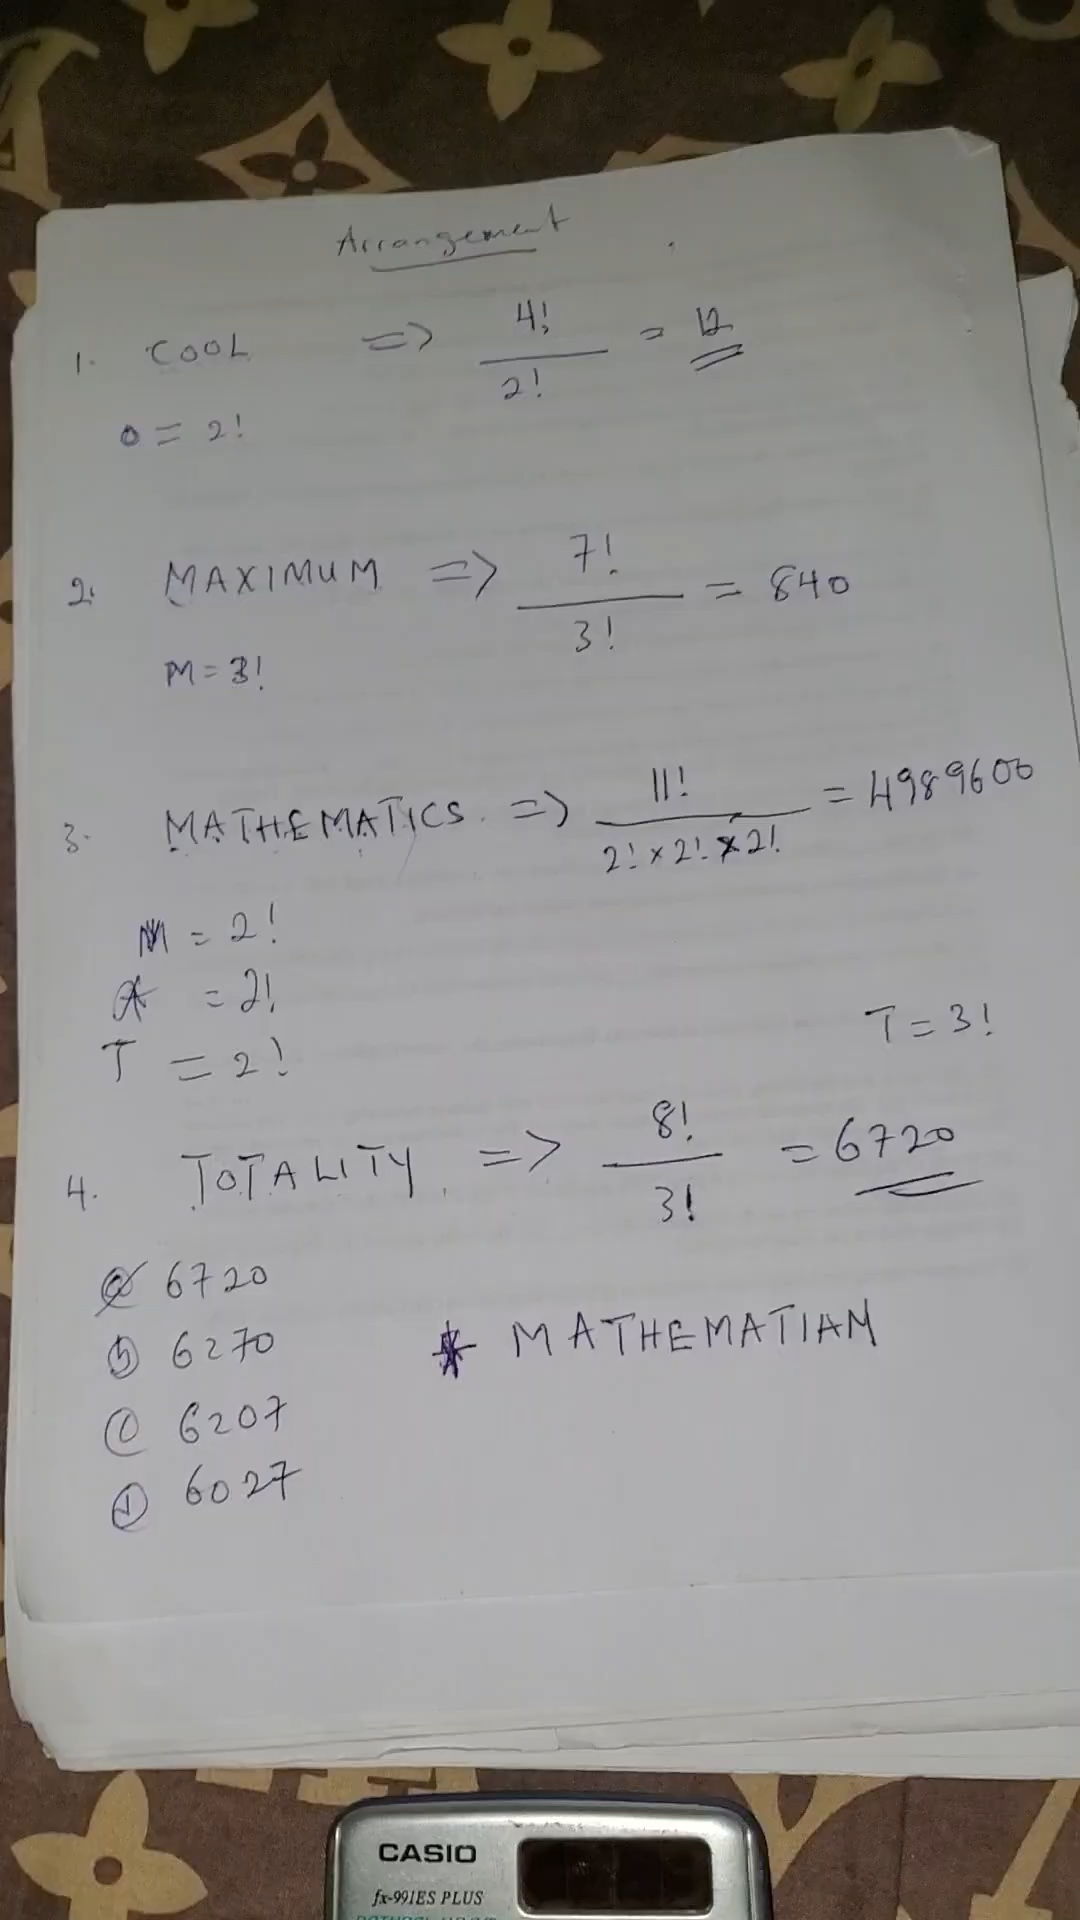 Arrangement
1. COOL => 4!/2! = 12
O = 2!
2. MAXIMUM => 7!/3! = 840
M = 3!
3. MATHEMATICS => 11!/2! x 2! x 2! = 4989600
M = 2!
A = 2!
T = 2!
T = 3!
4. TOTALITY => 8!/3! = 6720
(a) 6720
(b) 6270
* MATHEMATIAN
(c) 6207
(d) 6027
CASIO
fx-991ES PLUS